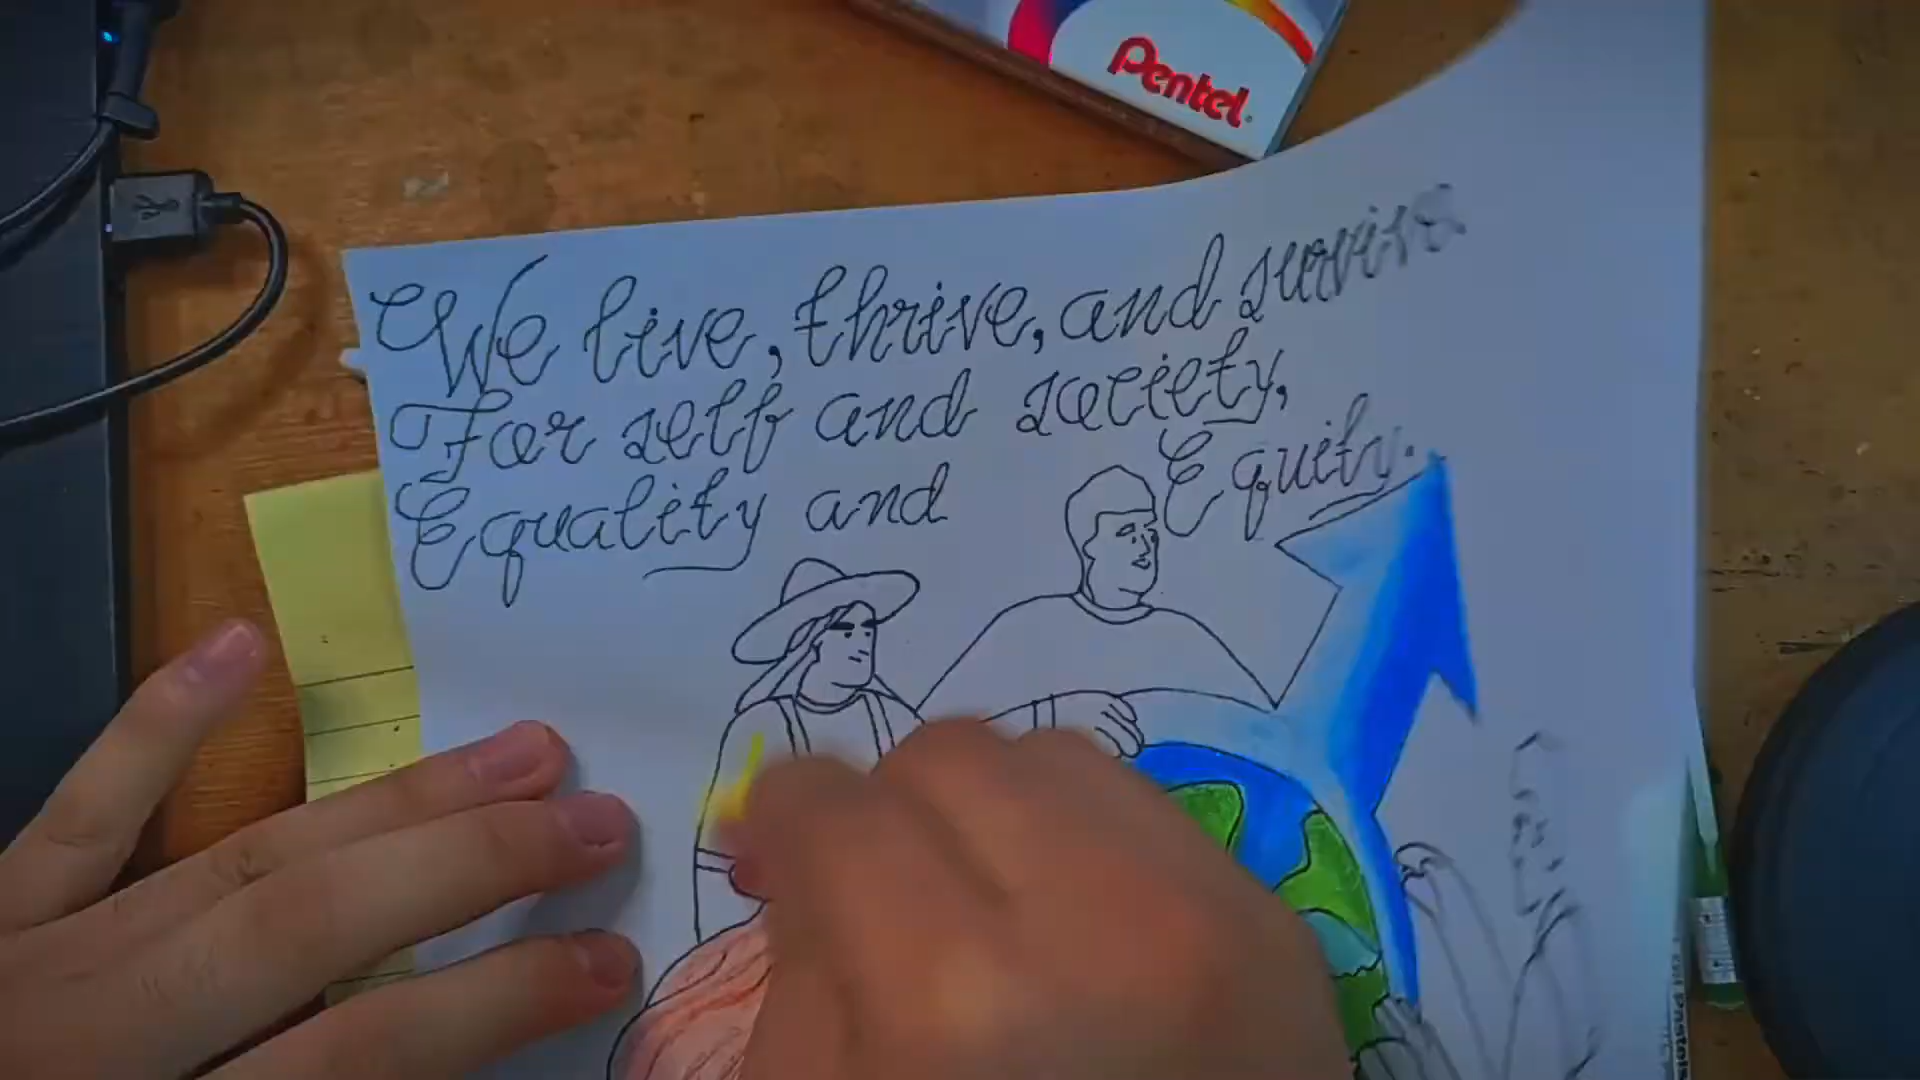 Pentel
We live, thrive, and survive
For self and society,
Equality and Equity.